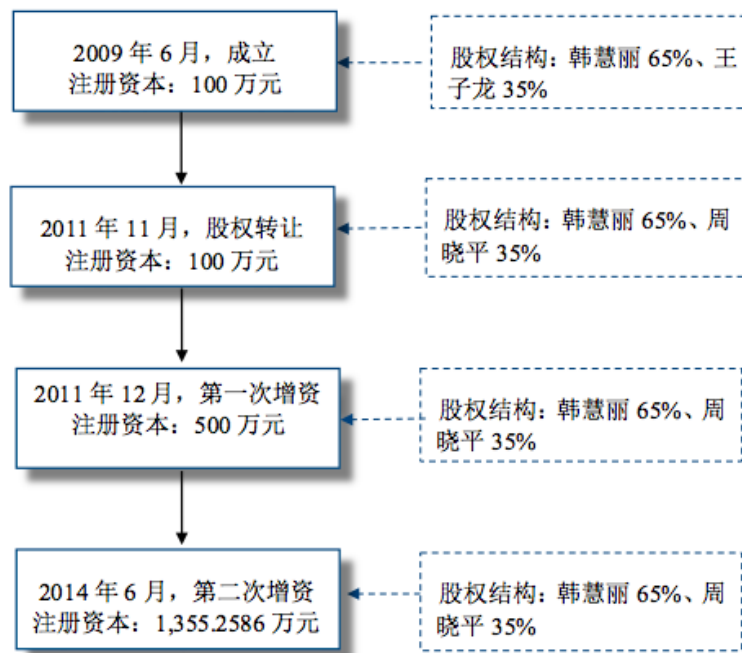 2009 年 6 月，成立
注册资本：100 万元
股权结构：韩慧丽 65%、王
子龙 35%
2011 年 11 月，股权转让
注册资本：100 万元
股权结构：韩慧丽 65%、周
晓平 35%
2011 年 12 月，第一次增资
注册资本：500 万元
股权结构：韩慧丽 65%、周
晓平 35%
2014 年 6 月，第二次增资
注册资本：1,355.2586 万元
股权结构：韩慧丽 65%、周
晓平 35%